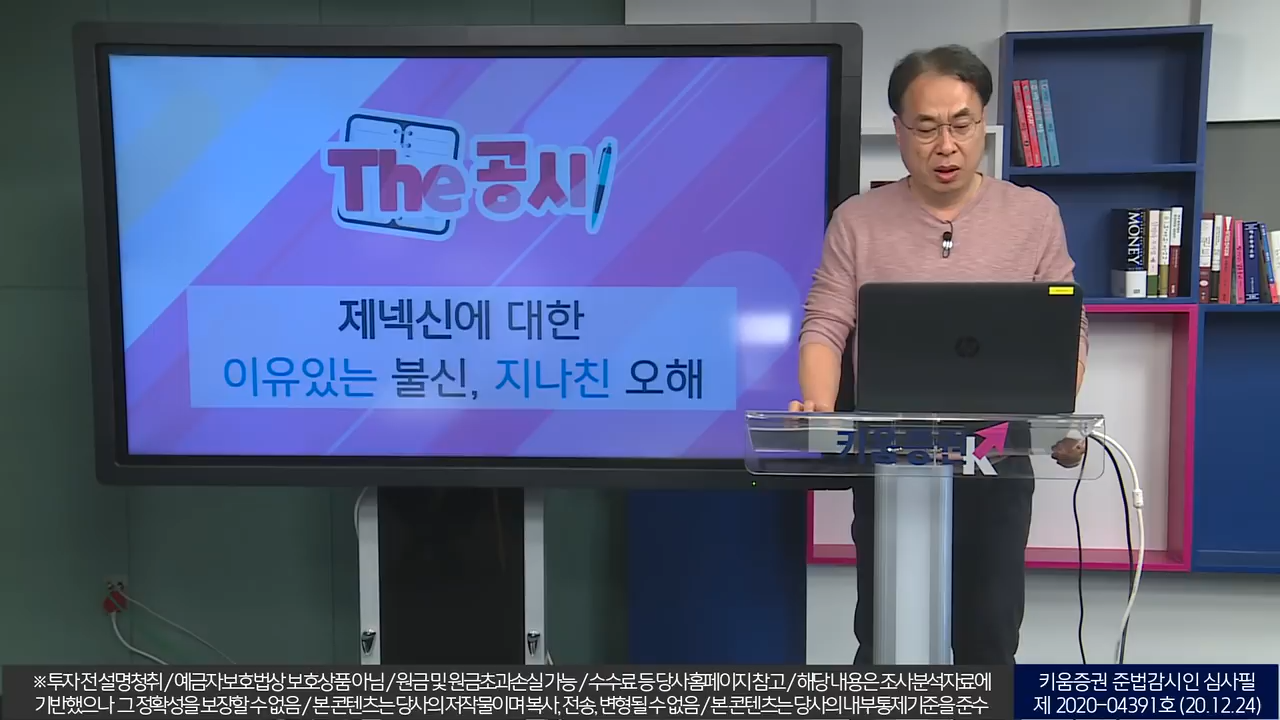 The 공시
제넥신에 대한
이유있는 불신, 지나친 오해
MONEY
hp
키움증권
※ 투자 전 설명청취 / 예금자보호법상 보호상품 아님 / 원금 및 원금초과손실 가능 / 수수료 등 당사홈페이지 참고 / 해당 내용은 조사분석자료에
기반했으나 그 정확성을 보장할 수 없음 / 본 콘텐츠는 당사의 저작물이며 복사, 전송, 변형될 수 없음 / 본 콘텐츠는 당사의 내부통제기준을 준수
키움증권 준법감시인 심사필
제 2020-04391호 (20.12.24)